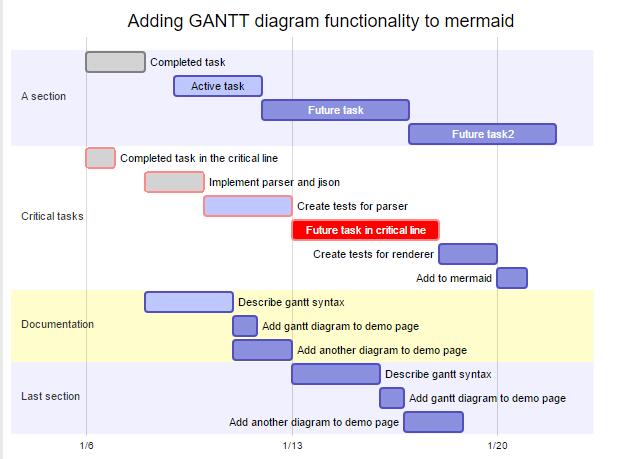 Adding GANTT diagram functionality to mermaid
Completed task
Active task
A section
Future task
Future task2
Completed task in the critical line
Implement parser and jison
Create tests for parser
Critical tasks
Future task in critical line
Create tests for renderer
Add to mermaid
Describe gantt syntax
Documentation
Add gantt diagram to demo page
Add another diagram to demo page
Describe gantt syntax
Last section
Add gantt diagram to demo page
Add another diagram to demo page
1/6
1/13
1/20